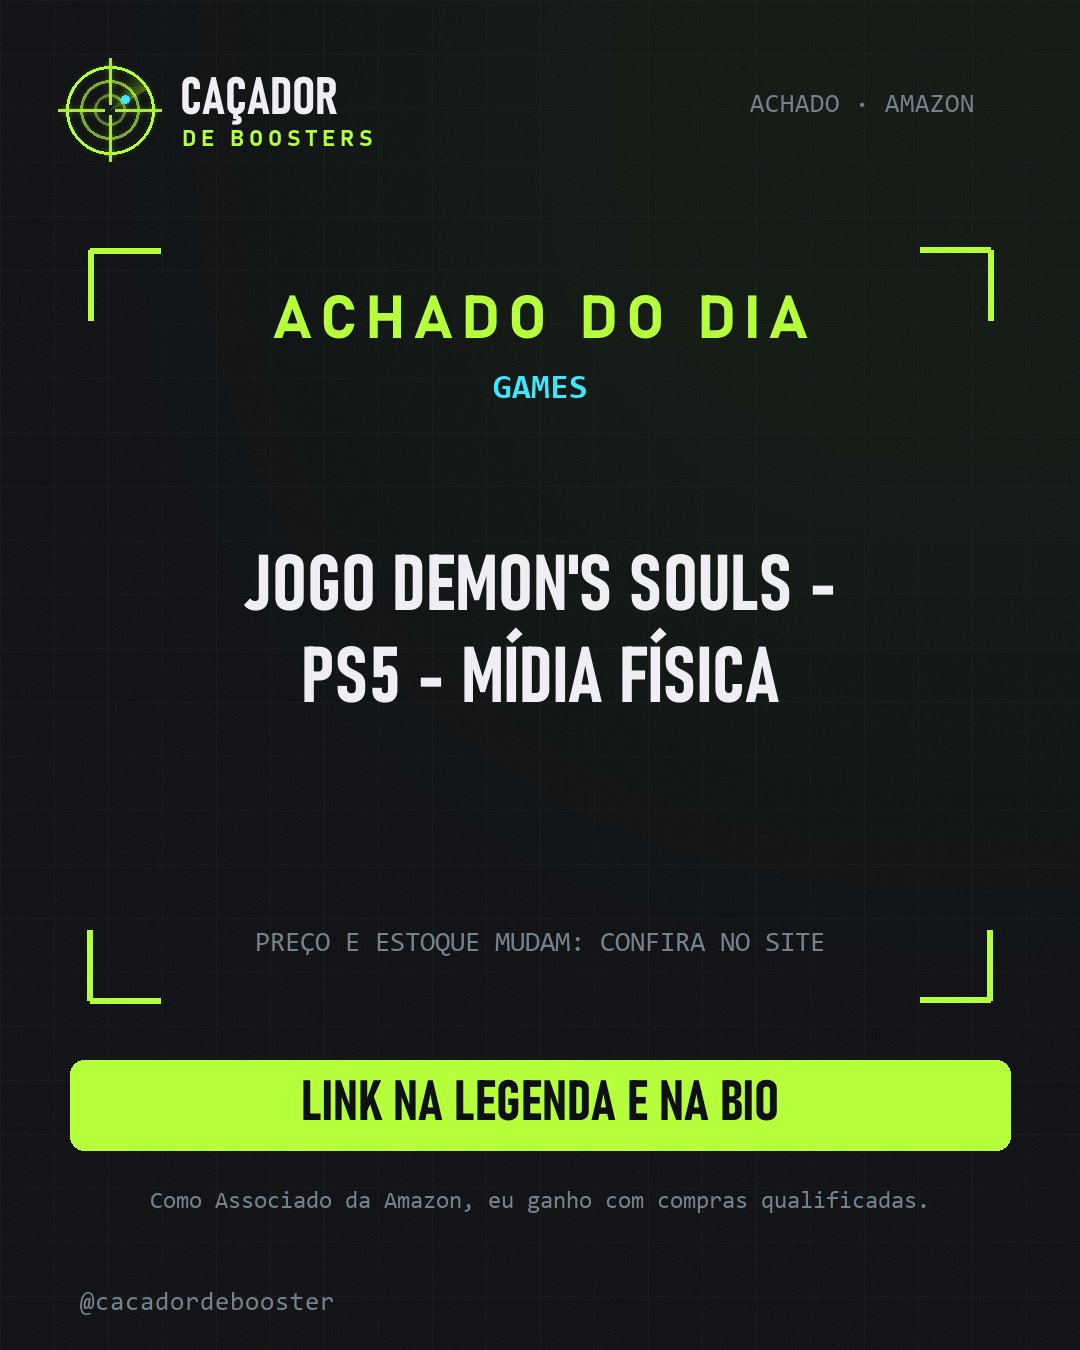 CAÇADOR
DE BOOSTERS
ACHADO · AMAZON
ACHADO DO DIA
GAMES
JOGO DEMON'S SOULS -
PS5 - MÍDIA FÍSICA
PREÇO E ESTOQUE MUDAM: CONFIRA NO SITE
LINK NA LEGENDA E NA BIO
Como Associado da Amazon, eu ganho com compras qualificadas.
@cacadordebooster